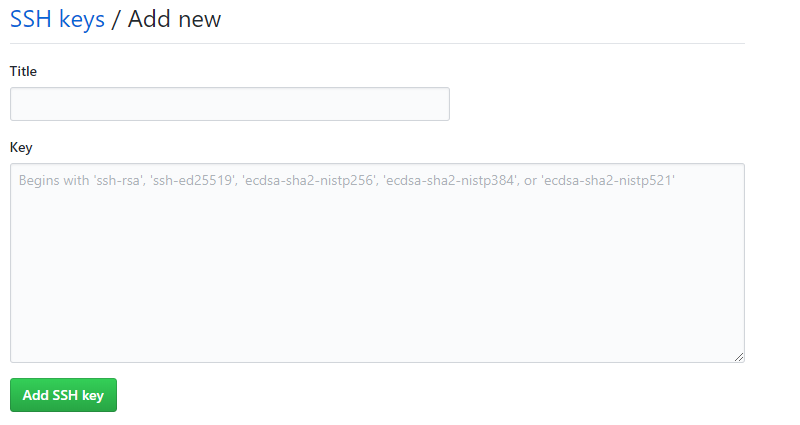 SSH keys / Add new
Title
Key
Begins with 'ssh-rsa', 'ssh-ed25519', 'ecdsa-sha2-nistp256', 'ecdsa-sha2-nistp384', or 'ecdsa-sha2-nistp521'
Add SSH key